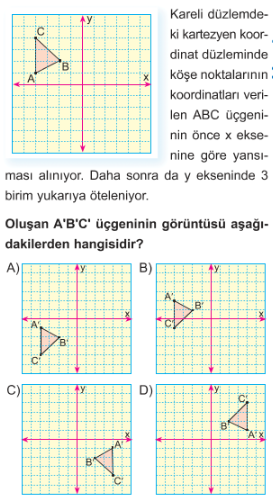 C
y
B
A
x
Kareli düzlemde-
ki kartezyen koor-
dinat düzleminde
köşe noktalarının
koordinatları veri-
len ABC üçgeni-
nin önce x ekse-
nine göre yansı-
ması alınıyor. Daha sonra da y ekseninde 3
birim yukarıya öteleniyor.
Oluşan A'B'C' üçgeninin görüntüsü aşağı-
dakilerden hangisidir?
A)
y
x
A'
B'
C'
B)
y
A'
B'
x
C'
C)
y
x
A'
B'
C'
D)
y
C'
B'
A'
x